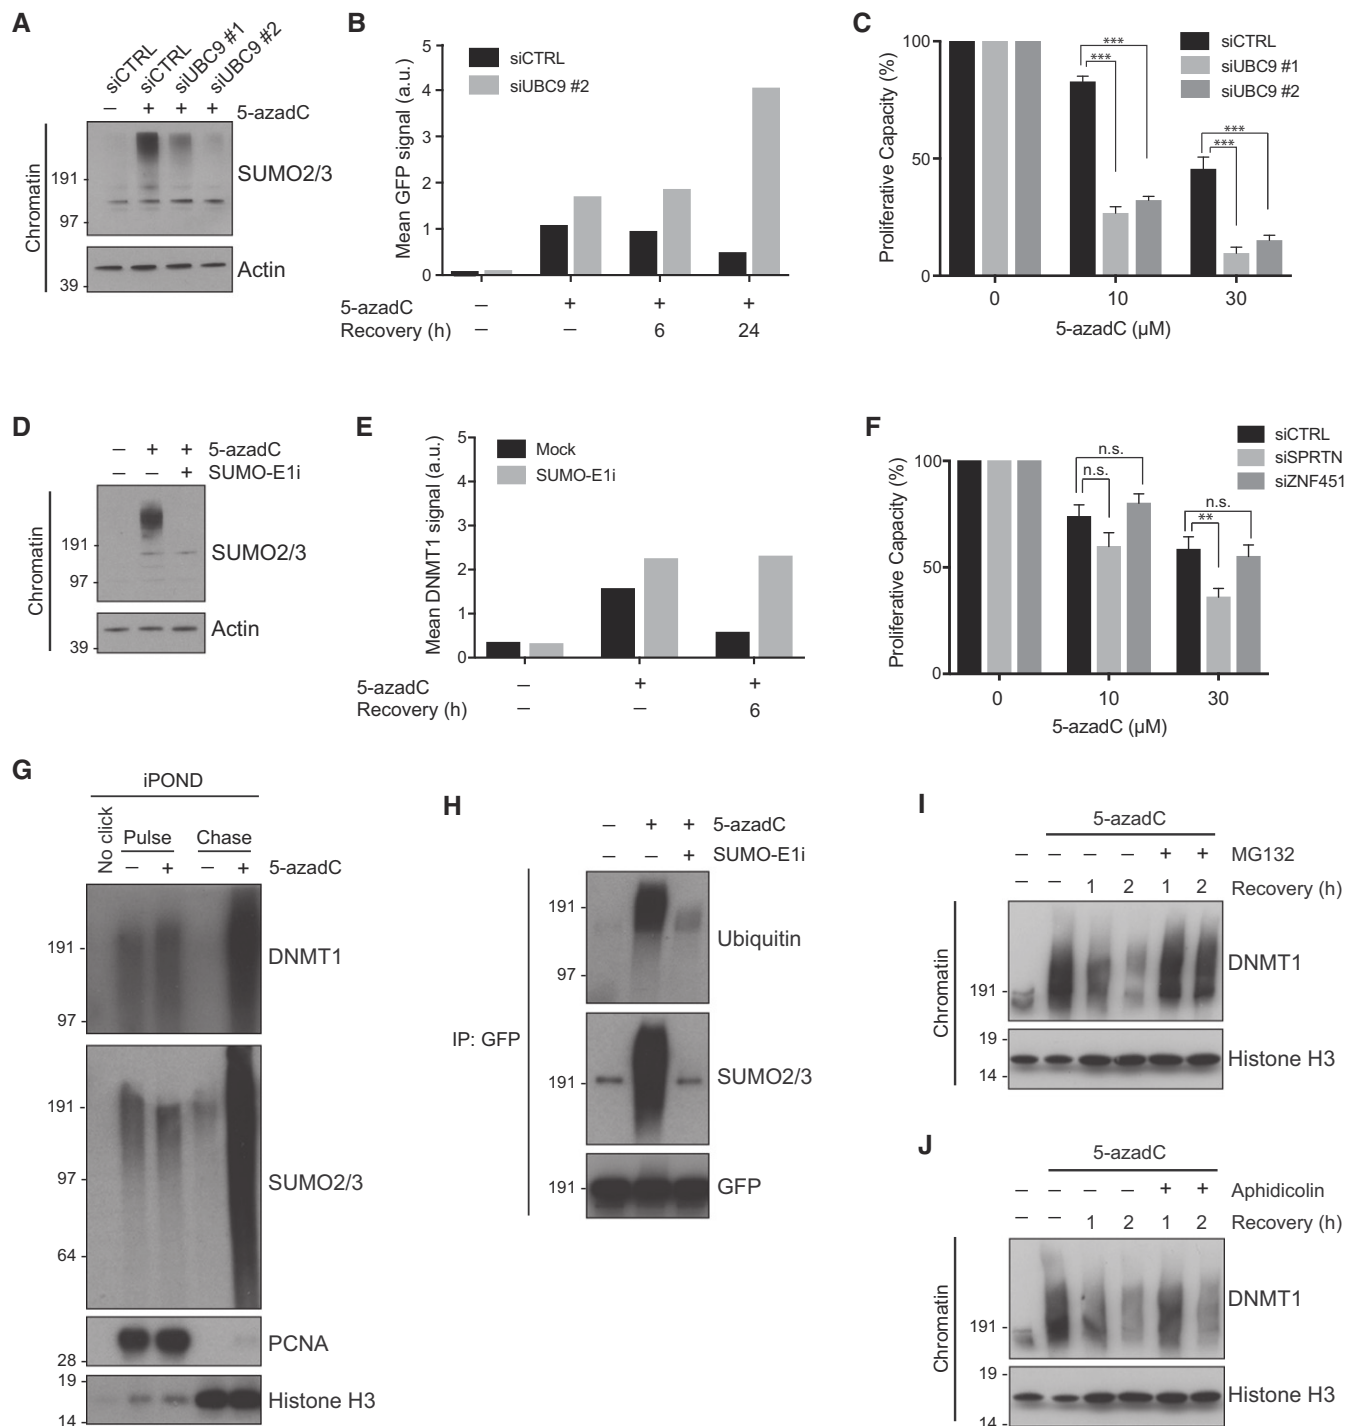 A
siCTRL
siCTRL
siUBC9 #1
siUBC9 #2
– + + + 5-azadC
Chromatin
191
97
SUMO2/3
39
Actin
B
Mean GFP signal (a.u.)
5
4
3
2
1
0
siCTRL
siUBC9 #2
5-azadC – + + +
Recovery (h) – – 6 24
C
Proliferative Capacity (%)
100
50
0
siCTRL
siUBC9 #1
siUBC9 #2
***
***
***
***
0 10 30
5-azadC (µM)
D
– + + 5-azadC
– – + SUMO-E1i
Chromatin
191
97
SUMO2/3
39
Actin
E
Mean DNMT1 signal (a.u.)
5
4
3
2
1
0
Mock
SUMO-E1i
5-azadC – + +
Recovery (h) – – 6
F
Proliferative Capacity (%)
100
50
0
siCTRL
siSPRTN
siZNF451
n.s.
n.s.
n.s.
**
0 10 30
5-azadC (µM)
G
iPOND
No click
Pulse Chase
– + – + 5-azadC
191
97
DNMT1
191
97
64
SUMO2/3
28
PCNA
19
14
Histone H3
H
– + + 5-azadC
– – + SUMO-E1i
IP: GFP
191
97
Ubiquitin
191
SUMO2/3
191
GFP
I
5-azadC
– – – – + + MG132
– – 1 2 1 2 Recovery (h)
Chromatin
191
DNMT1
19
14
Histone H3
J
5-azadC
– – – – + + Aphidicolin
– – 1 2 1 2 Recovery (h)
Chromatin
191
DNMT1
19
14
Histone H3